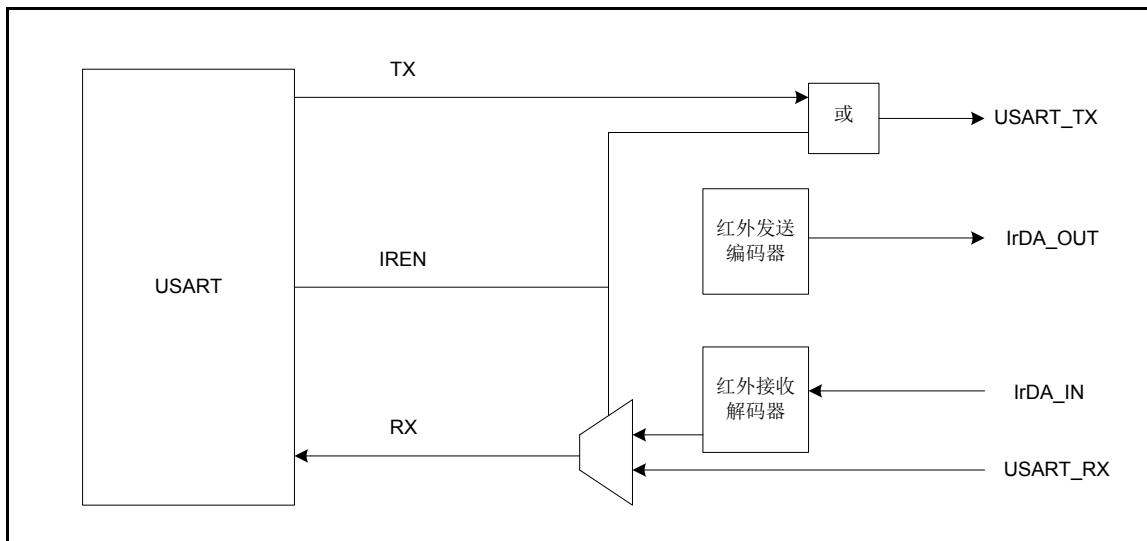 TX
或
USART_TX
红外发送
编码器
IrDA_OUT
IREN
USART
红外接收
解码器
IrDA_IN
RX
USART_RX